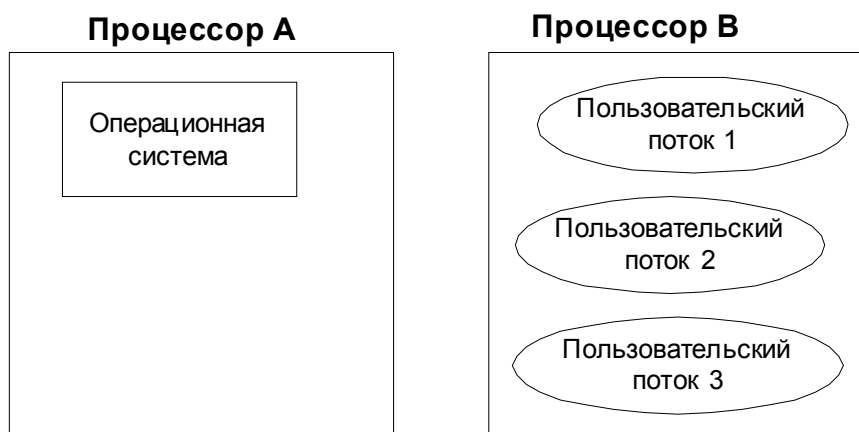 Процессор A
Операционная
система
Процессор B
Пользовательский
поток 1
Пользовательский
поток 2
Пользовательский
поток 3